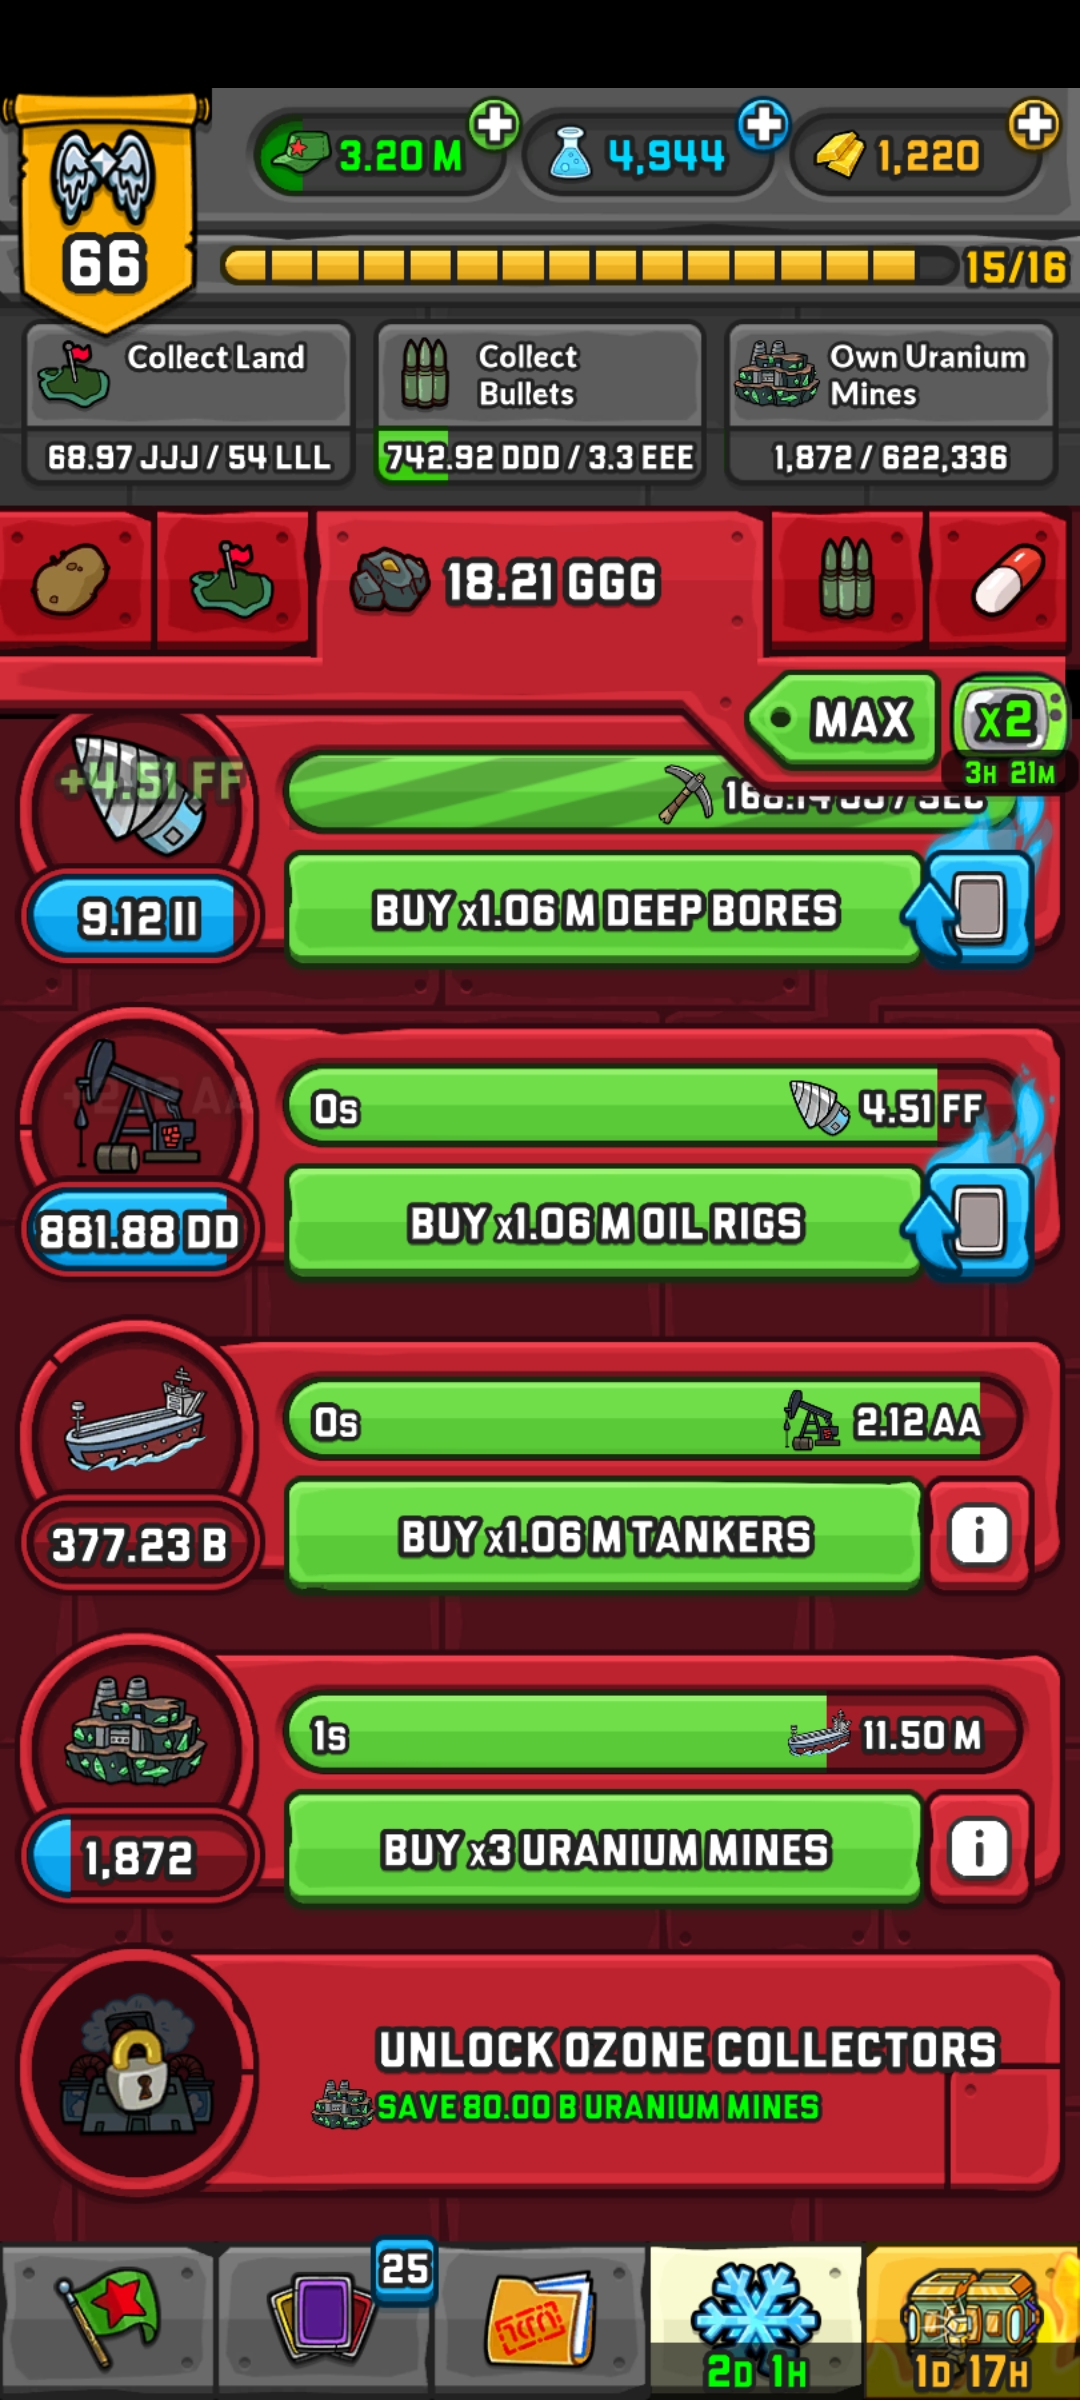 3.20 M
4,944
1,220
66
15/16
Collect Land
68.97 JJJ / 54 LLL
Collect
Bullets
742.92 DDD / 3.3 EEE
Own Uranium
Mines
1,872 / 622,336
18.21 GGG
MAX
x2
3H 21M
+4.51 FF
9.12 II
BUY x1.06 M DEEP BORES
0s
4.51 FF
881.88 DD
BUY x1.06 M OIL RIGS
0s
2.12 AA
377.23 B
BUY x1.06 M TANKERS
i
1s
11.50 M
1,872
BUY x3 URANIUM MINES
i
UNLOCK OZONE COLLECTORS
SAVE 80.00 B URANIUM MINES
25
2D 1H
1D 17H